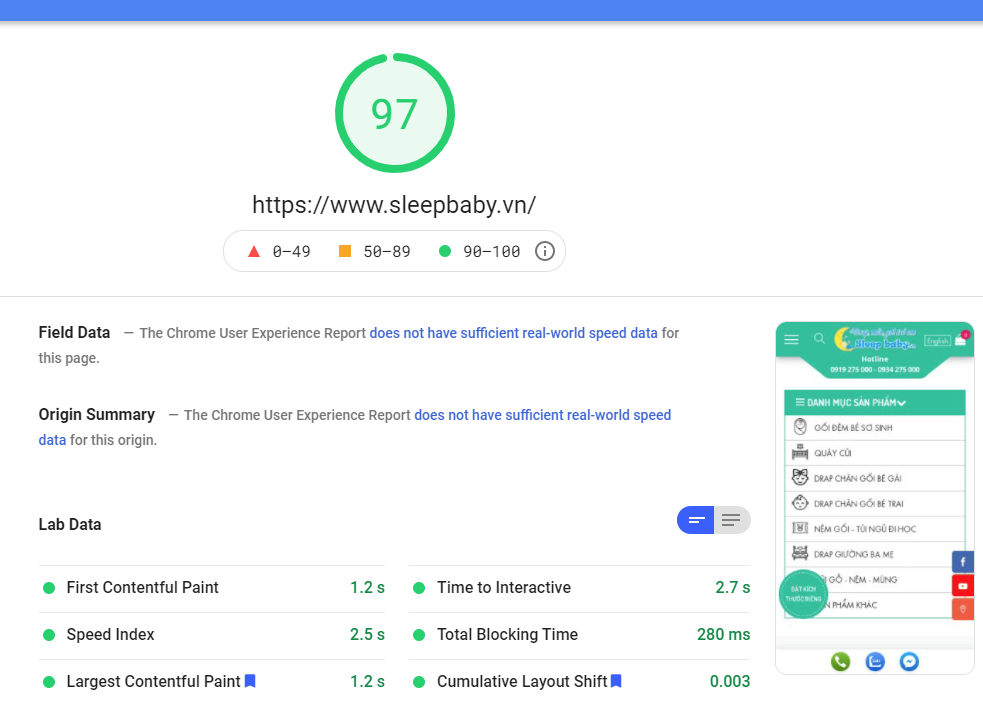 97
https://www.sleepbaby.vn/
0–49 50–89 90–100
Field Data — The Chrome User Experience Report does not have sufficient real-world speed data for
this page.
Origin Summary — The Chrome User Experience Report does not have sufficient real-world speed
data for this origin.
Lab Data
First Contentful Paint 1.2 s
Time to Interactive 2.7 s
Speed Index 2.5 s
Total Blocking Time 280 ms
Largest Contentful Paint 1.2 s
Cumulative Layout Shift 0.003
Sleep baby
English
Hotline
0919 275 000 - 0934 275 000
DANH MỤC SẢN PHẨM
GỐI ĐỆM BÉ SƠ SINH
QUÂY CŨI
DRAP CHĂN GỐI BÉ GÁI
DRAP CHĂN GỐI BÉ TRAI
NỆM GỐI - TÚI NGỦ ĐI HỌC
DRAP GIƯỜNG BA MẸ
GỖ - NỆM - MÙNG
PHẨM KHÁC
ĐẶT KÍCH
THƯỚC RIÊNG